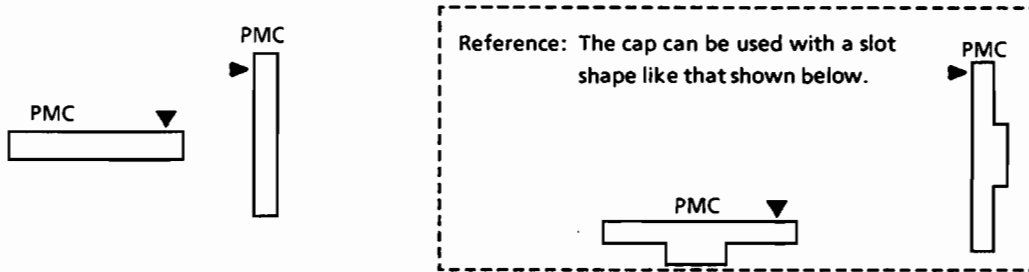 PMC
PMC
Reference: The cap can be used with a slot
shape like that shown below.
PMC
PMC